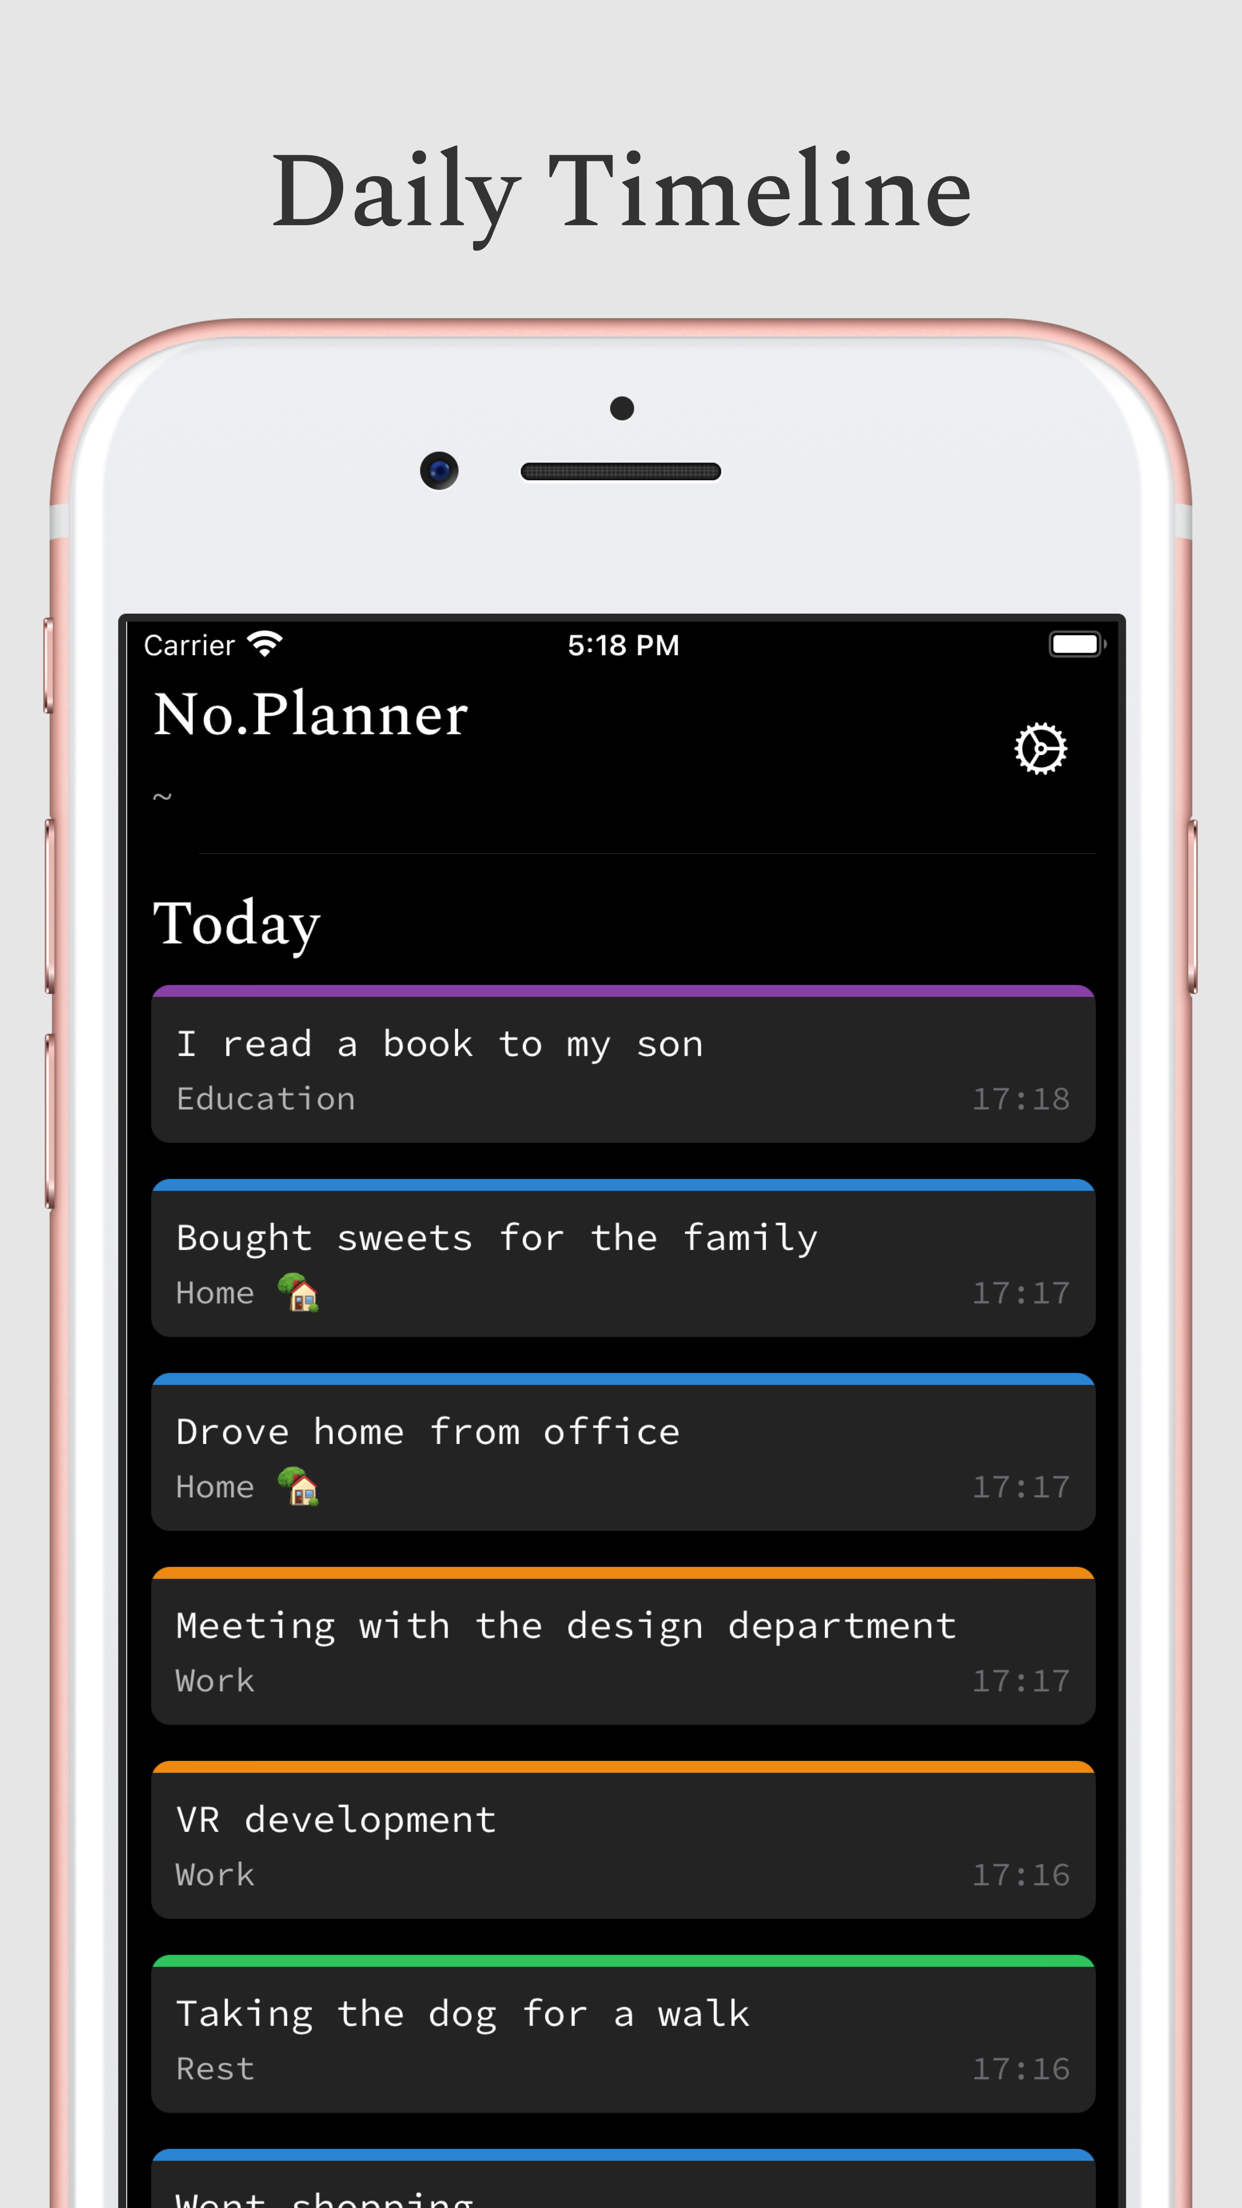 Daily Timeline
Carrier 5:18 PM
No.Planner
~
Today
I read a book to my son
Education 17:18
Bought sweets for the family
Home 17:17
Drove home from office
Home 17:17
Meeting with the design department
Work 17:17
VR development
Work 17:16
Taking the dog for a walk
Rest 17:16
Went shopping